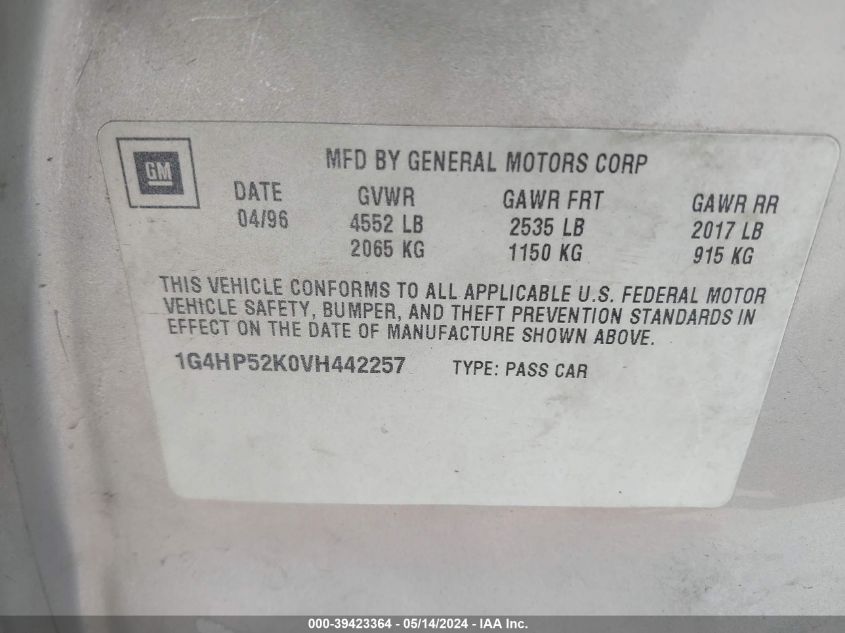 GM
MFD BY GENERAL MOTORS CORP
DATE GVWR GAWR FRT GAWR RR
04/96 4552 LB 2535 LB 2017 LB
2065 KG 1150 KG 915 KG
THIS VEHICLE CONFORMS TO ALL APPLICABLE U.S. FEDERAL MOTOR
VEHICLE SAFETY, BUMPER, AND THEFT PREVENTION STANDARDS IN
EFFECT ON THE DATE OF MANUFACTURE SHOWN ABOVE.
1G4HP52K0VH442257 TYPE: PASS CAR
000-39423364 - 05/14/2024 - IAA Inc.